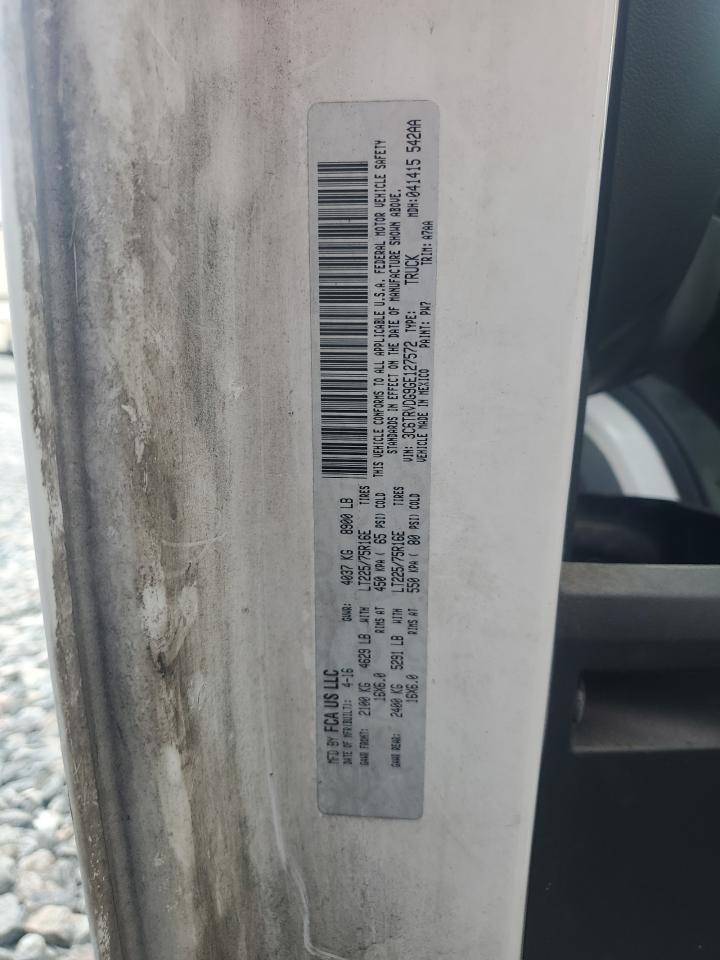 MFD BY FCA US LLC
DATE OF MFR(BUILT): 4-16 GVWR: 4037 KG 8900 LB
GAWR FRONT: 2100 KG 4629 LB WITH LT225/75R16E TIRES
16X6.0 RIMS AT 450 KPA ( 65 PSI) COLD
GAWR REAR: 2400 KG 5291 LB WITH LT225/75R16E TIRES
16X6.0 RIMS AT 550 KPA ( 80 PSI) COLD
THIS VEHICLE CONFORMS TO ALL APPLICABLE U.S.A. FEDERAL MOTOR VEHICLE SAFETY
STANDARDS IN EFFECT ON THE DATE OF MANUFACTURE SHOWN ABOVE.
VIN: 3C6TRVDG9GE127572 TYPE: TRUCK MDH:041415 542AA
VEHICLE MADE IN MEXICO PAINT: PW7 TRIM: A7AA